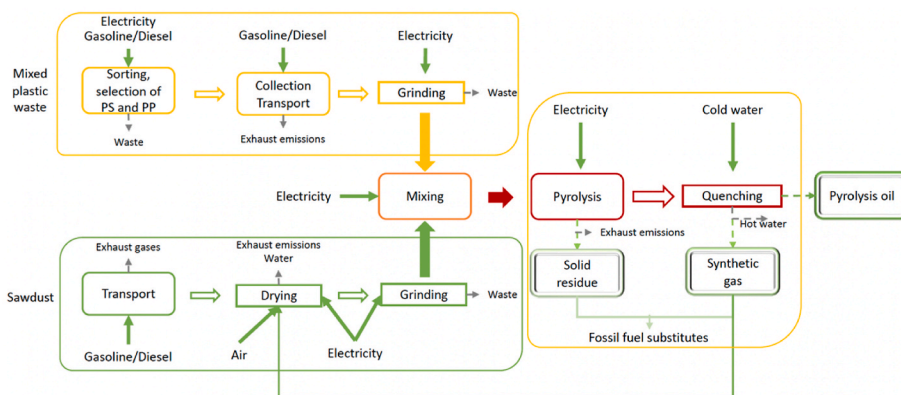 Electricity
Gasoline/Diesel
Gasoline/Diesel
Electricity
Mixed
plastic
waste
Sorting,
selection of
PS and PP
Collection
Transport
Grinding
Waste
Waste
Exhaust emissions
Electricity
Cold water
Electricity
Mixing
Pyrolysis
Quenching
Pyrolysis oil
Hot water
Exhaust emissions
Solid
residue
Synthetic
gas
Fossil fuel substitutes
Exhaust gases
Exhaust emissions
Water
Sawdust
Transport
Drying
Grinding
Waste
Gasoline/Diesel
Air
Electricity